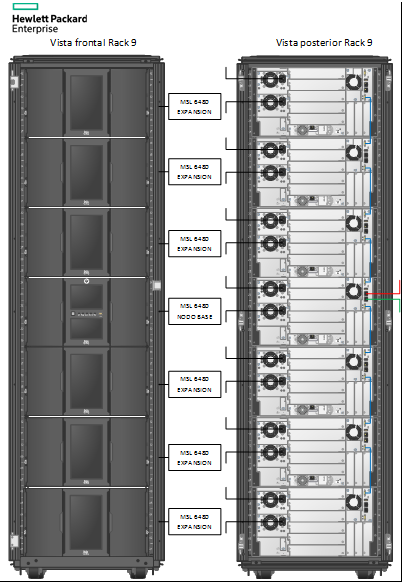 Hewlett Packard
Enterprise
Vista frontal Rack 9
Vista posterior Rack 9
MSL 6480
EXPANSION
MSL 6480
EXPANSION
MSL 6480
EXPANSION
MSL 6480
NODO BASE
MSL 6480
EXPANSION
MSL 6480
EXPANSION
MSL 6480
EXPANSION